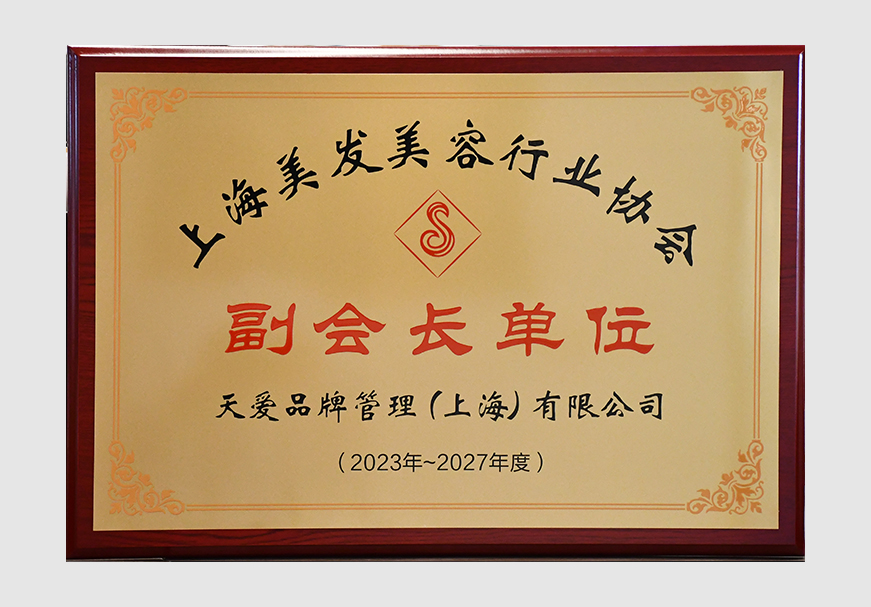 上海美发美容行业协会
副会长单位
天爱品牌管理(上海)有限公司
(2023年~2027年度)